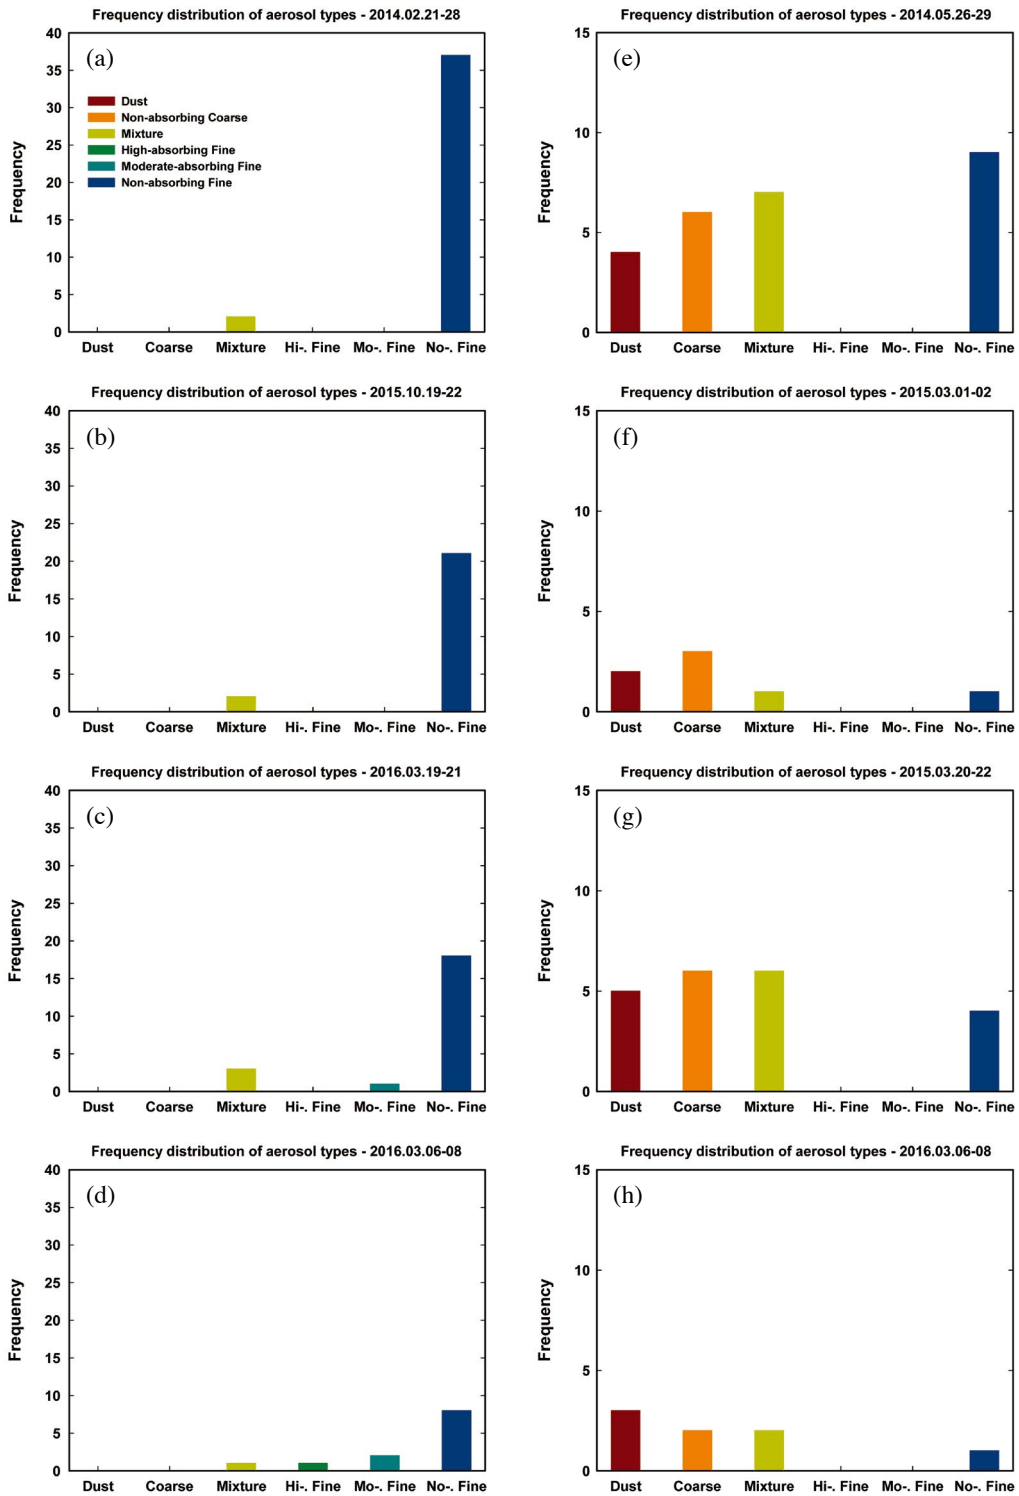 Frequency distribution of aerosol types - 2014.02.21-28
(a)
Frequency
40
35
30
25
20
15
10
5
0
Dust
Non-absorbing Coarse
Mixture
High-absorbing Fine
Moderate-absorbing Fine
Non-absorbing Fine
Dust Coarse Mixture Hi-. Fine Mo-. Fine No-. Fine
Frequency distribution of aerosol types - 2014.05.26-29
(e)
Frequency
15
10
5
0
Dust Coarse Mixture Hi-. Fine Mo-. Fine No-. Fine
Frequency distribution of aerosol types - 2015.10.19-22
(b)
Frequency
40
35
30
25
20
15
10
5
0
Dust Coarse Mixture Hi-. Fine Mo-. Fine No-. Fine
Frequency distribution of aerosol types - 2015.03.01-02
(f)
Frequency
15
10
5
0
Dust Coarse Mixture Hi-. Fine Mo-. Fine No-. Fine
Frequency distribution of aerosol types - 2016.03.19-21
(c)
Frequency
40
35
30
25
20
15
10
5
0
Dust Coarse Mixture Hi-. Fine Mo-. Fine No-. Fine
Frequency distribution of aerosol types - 2015.03.20-22
(g)
Frequency
15
10
5
0
Dust Coarse Mixture Hi-. Fine Mo-. Fine No-. Fine
Frequency distribution of aerosol types - 2016.03.06-08
(d)
Frequency
40
35
30
25
20
15
10
5
0
Dust Coarse Mixture Hi-. Fine Mo-. Fine No-. Fine
Frequency distribution of aerosol types - 2016.03.06-08
(h)
Frequency
15
10
5
0
Dust Coarse Mixture Hi-. Fine Mo-. Fine No-. Fine